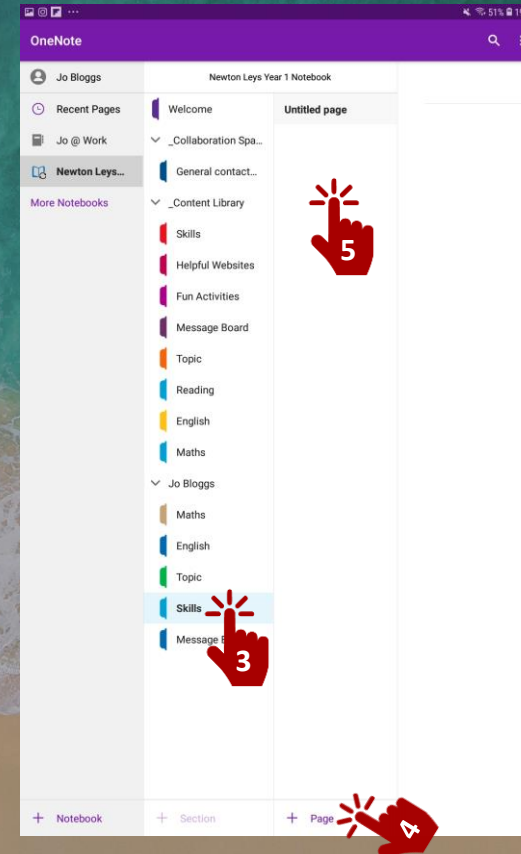 51%
OneNote
Jo Bloggs
Newton Leys Year 1 Notebook
Recent Pages
Jo @ Work
Newton Leys...
More Notebooks
Welcome
_Collaboration Spa...
General contact...
_Content Library
Skills
Helpful Websites
Fun Activities
Message Board
Topic
Reading
English
Maths
Jo Bloggs
Maths
English
Topic
Skills
Message
Untitled page
5
3
4
+ Notebook
+ Section
+ Page